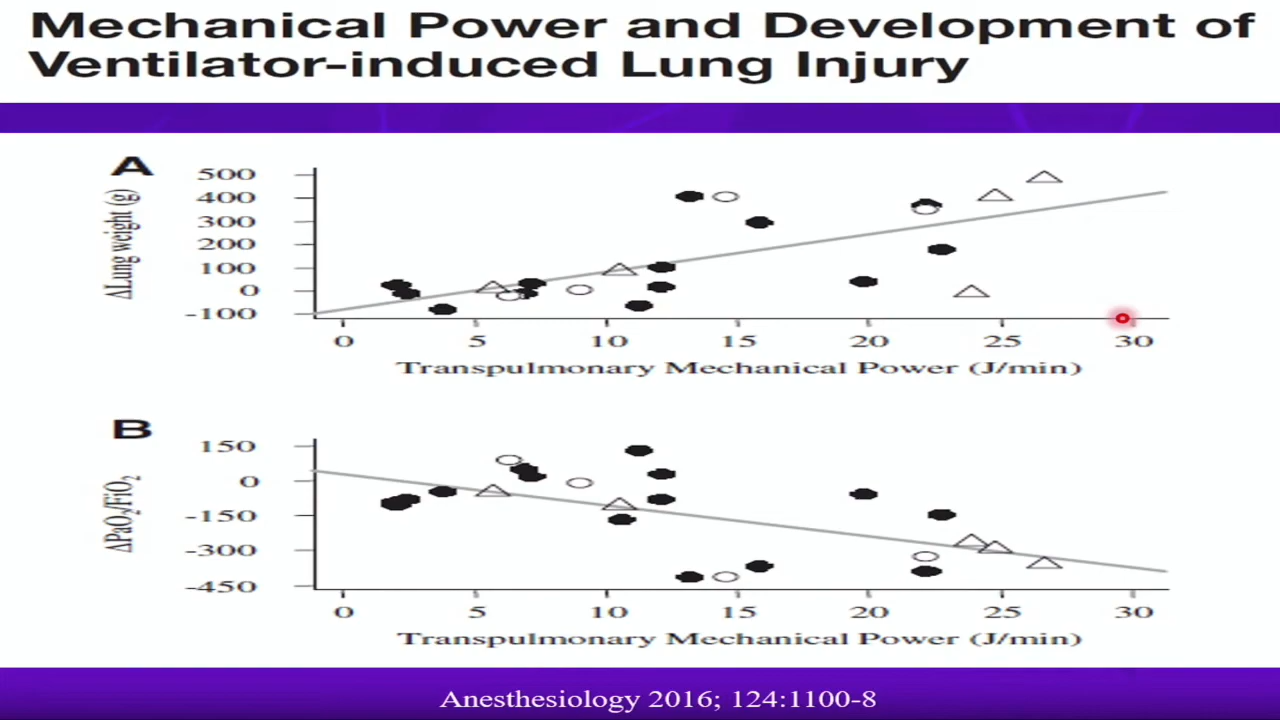 Mechanical Power and Development of
Ventilator-induced Lung Injury
A
ΔLung weight (g)
500
400
300
200
100
0
-100
0 5 10 15 20 25 30
Transpulmonary Mechanical Power (J/min)
B
ΔPaO₂/FiO₂
150
0
-150
-300
-450
0 5 10 15 20 25 30
Transpulmonary Mechanical Power (J/min)
Anesthesiology 2016; 124:1100-8